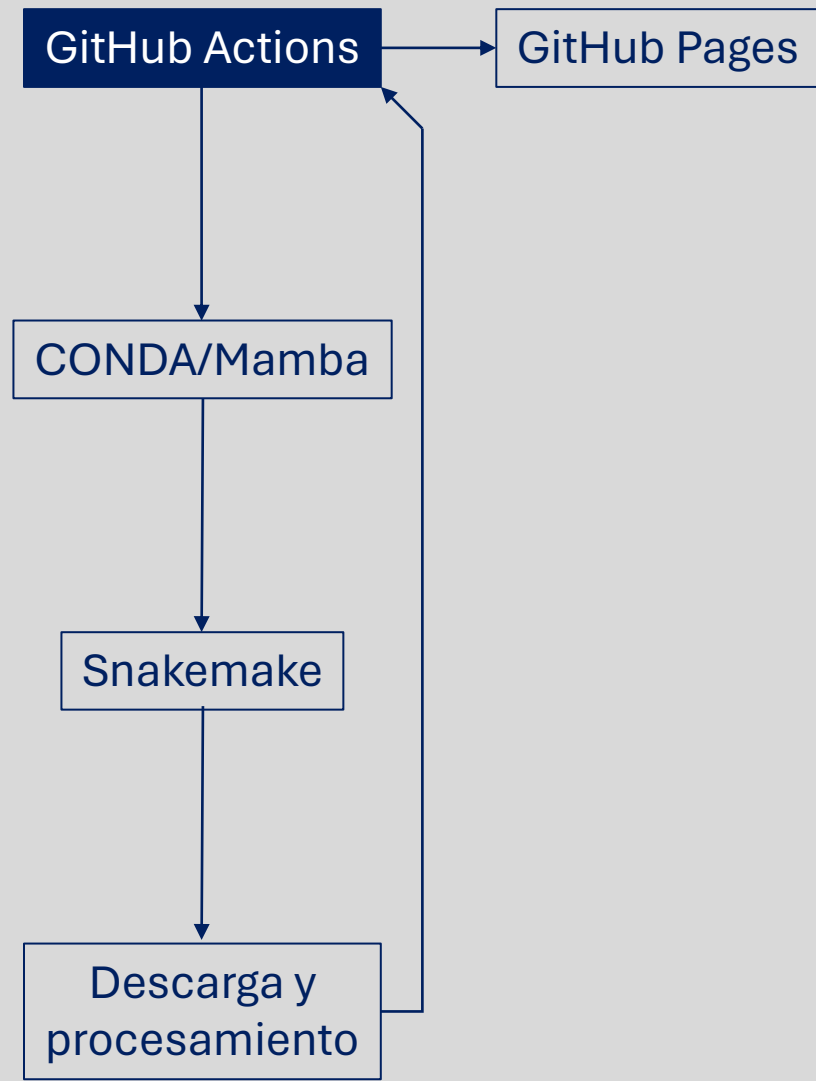 GitHub Actions
GitHub Pages
CONDA/Mamba
Snakemake
Descarga y
procesamiento